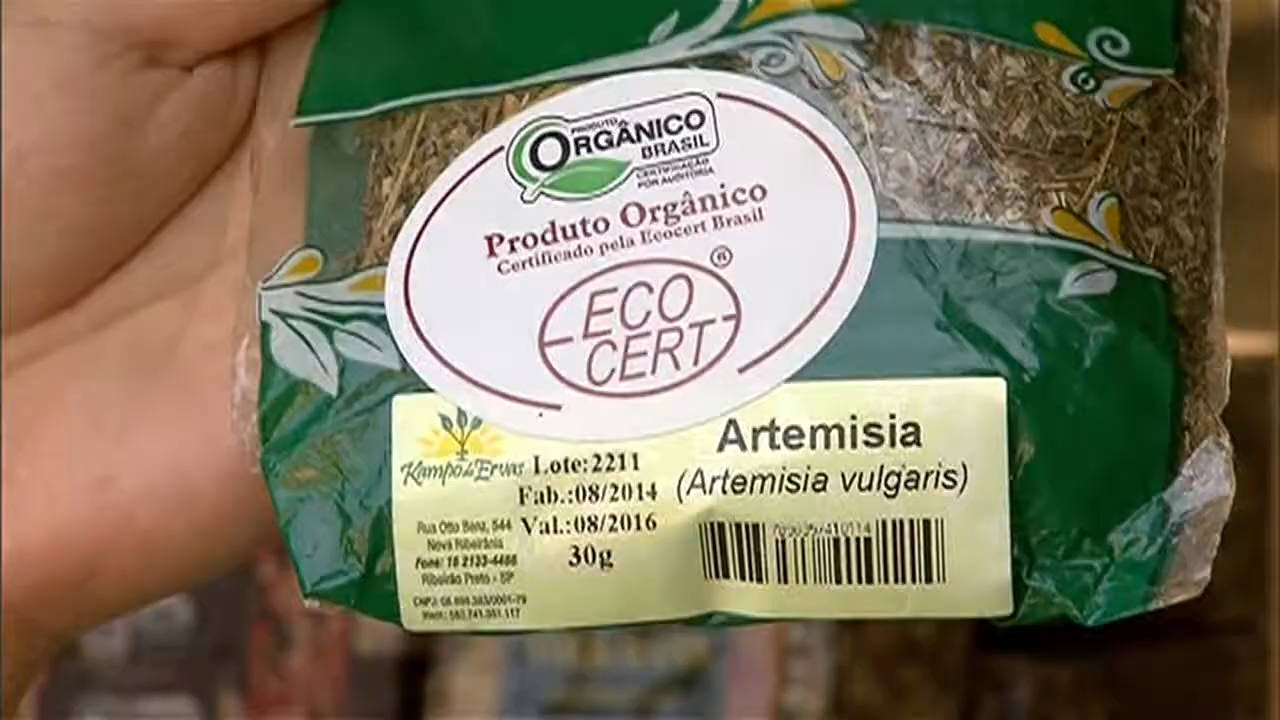 PRODUTO
ORGÂNICO
BRASIL
CERTIFICAÇÃO
POR AUDITORIA
Produto Orgânico
Certificado pela Ecocert Brasil
ECO
CERT
®
Artemisia
(Artemisia vulgaris)
Kampo de Ervas
Lote:2211
Fab.:08/2014
Val.:08/2016
30g
Rua Otto Benz, 544
Nova Ribeirânia
Fone: 16 2133-4466
Ribeirão Preto - SP